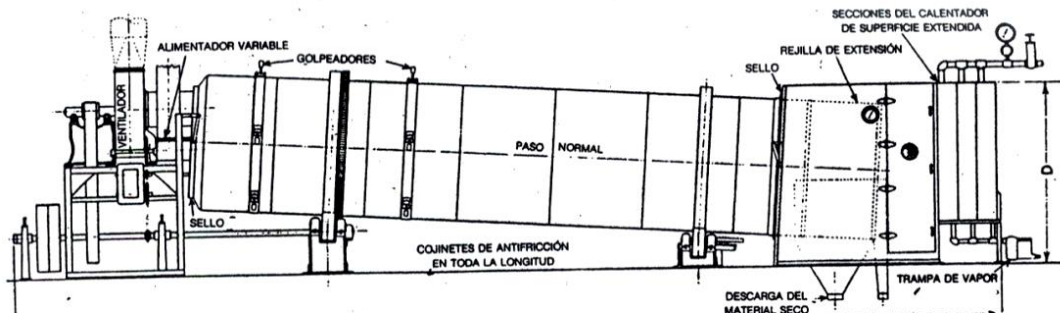 SECCIONES DEL CALENTADOR
DE SUPERFICIE EXTENDIDA
ALIMENTADOR VARIABLE
GOLPEADORES
REJILLA DE EXTENSIÓN
SELLO
VENTILADOR
PASO NORMAL
D
SELLO
COJINETES DE ANTIFRICCIÓN
EN TODA LA LONGITUD
TRAMPA DE VAPOR
DESCARGA DEL
MATERIAL SECO